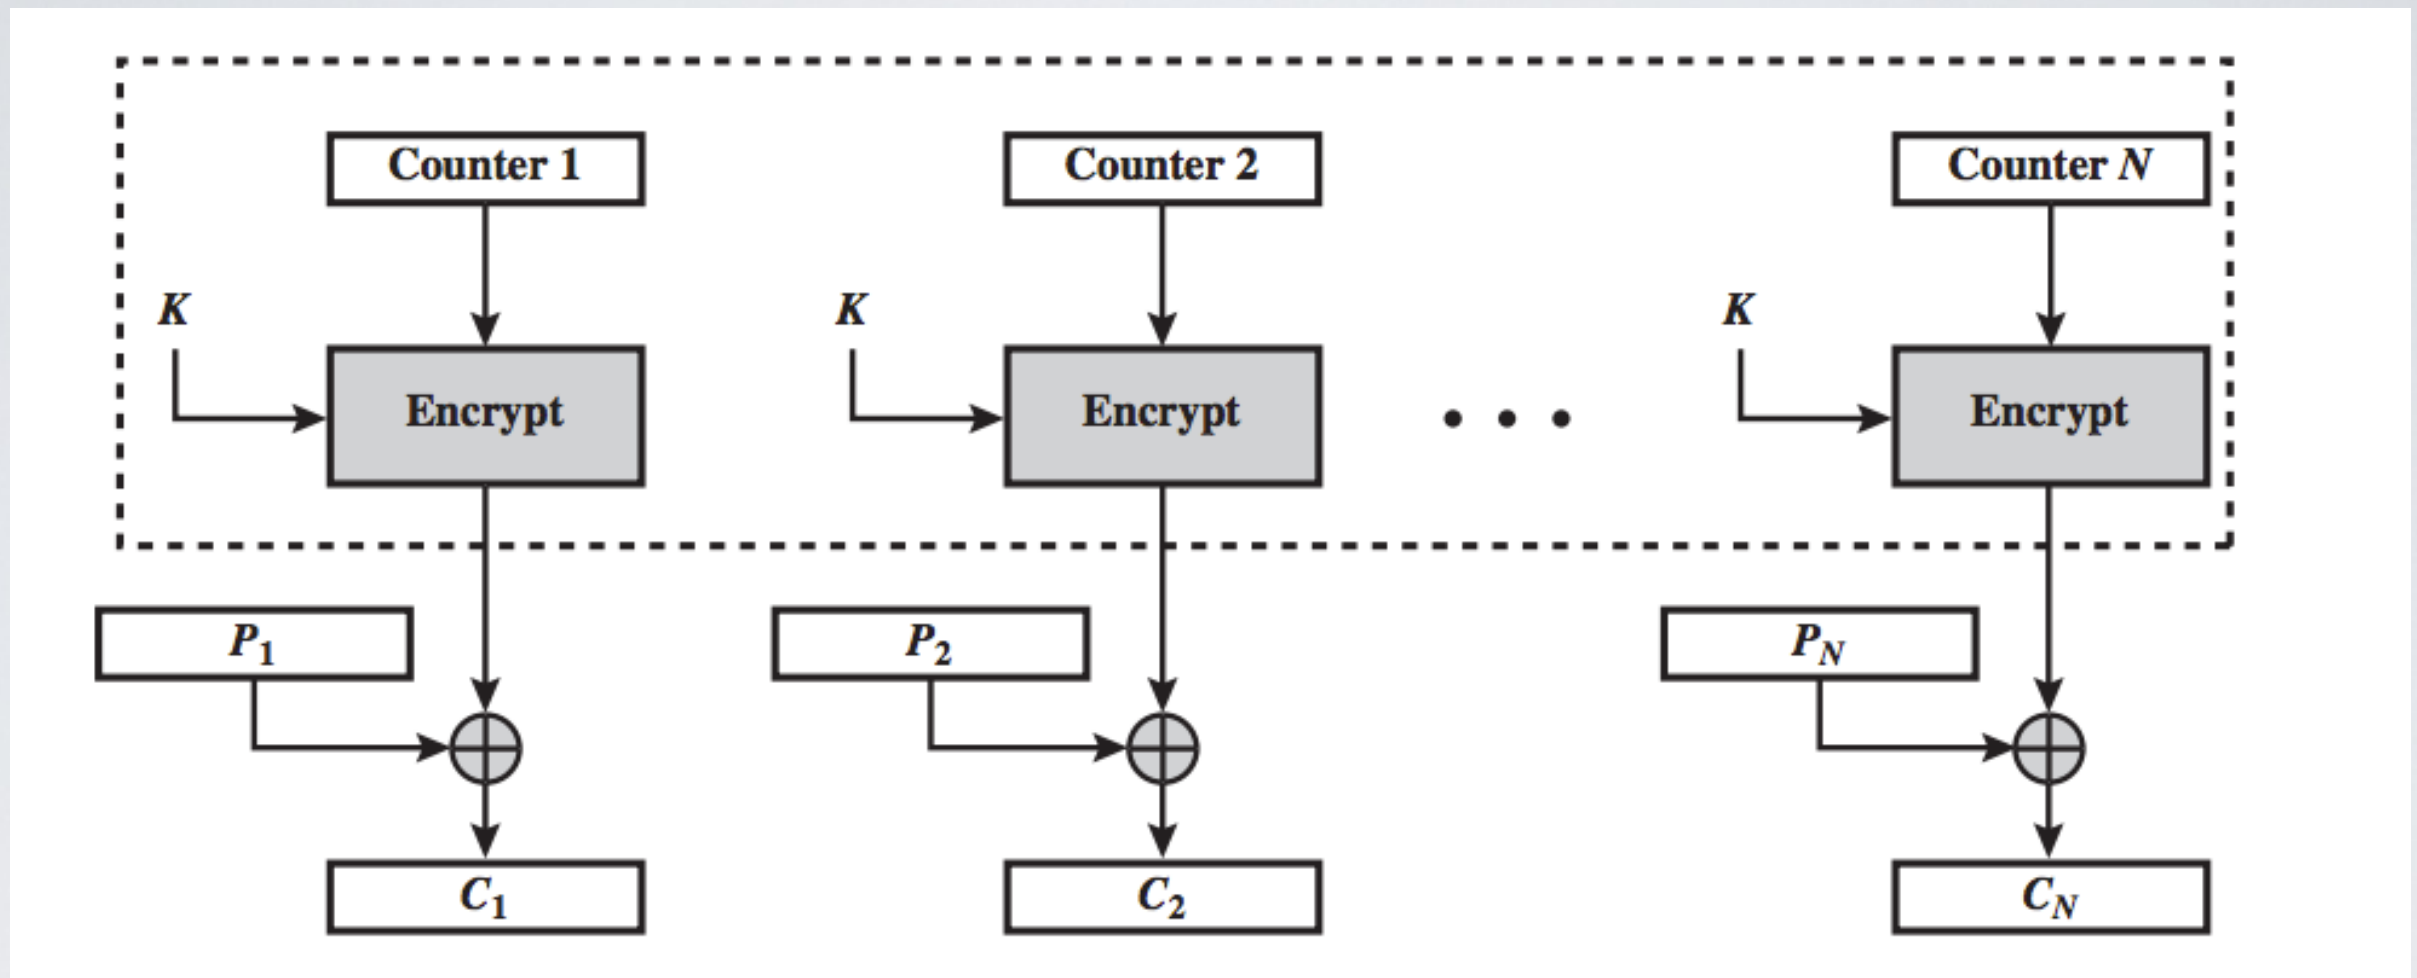 Counter 1 Counter 2 Counter N
K K K
Encrypt Encrypt • • • Encrypt
P₁ P₂ Pₙ
C₁ C₂ Cₙ